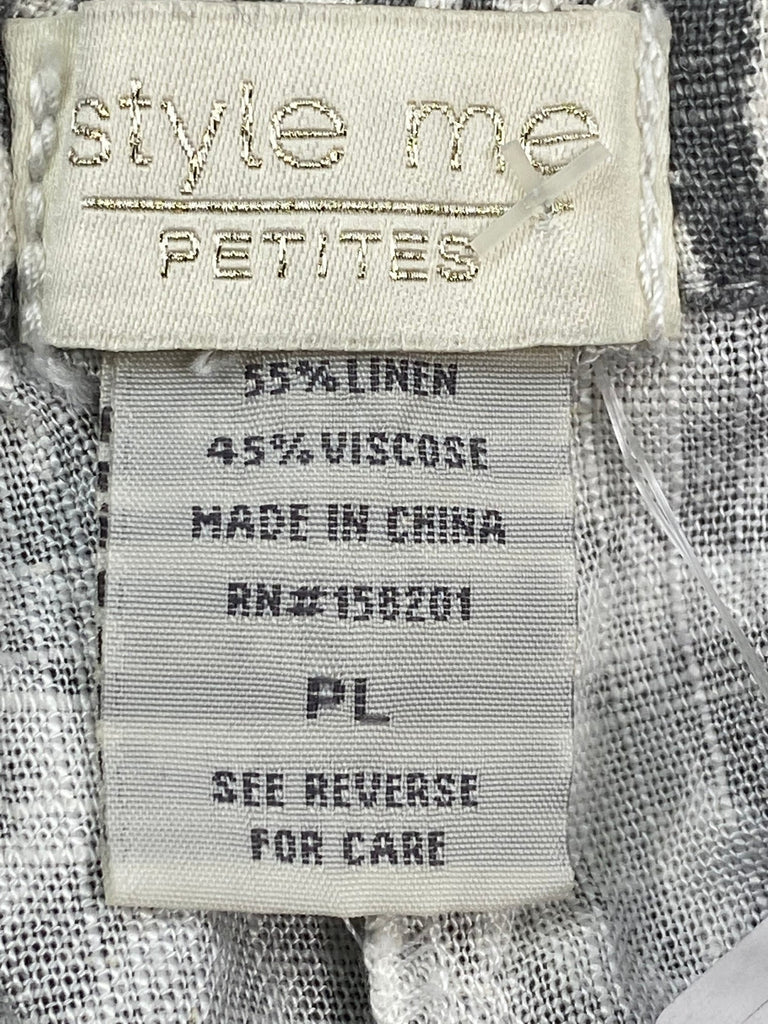 style me
PETITES
55% LINEN
45% VISCOSE
MADE IN CHINA
RN#158201
PL
SEE REVERSE
FOR CARE